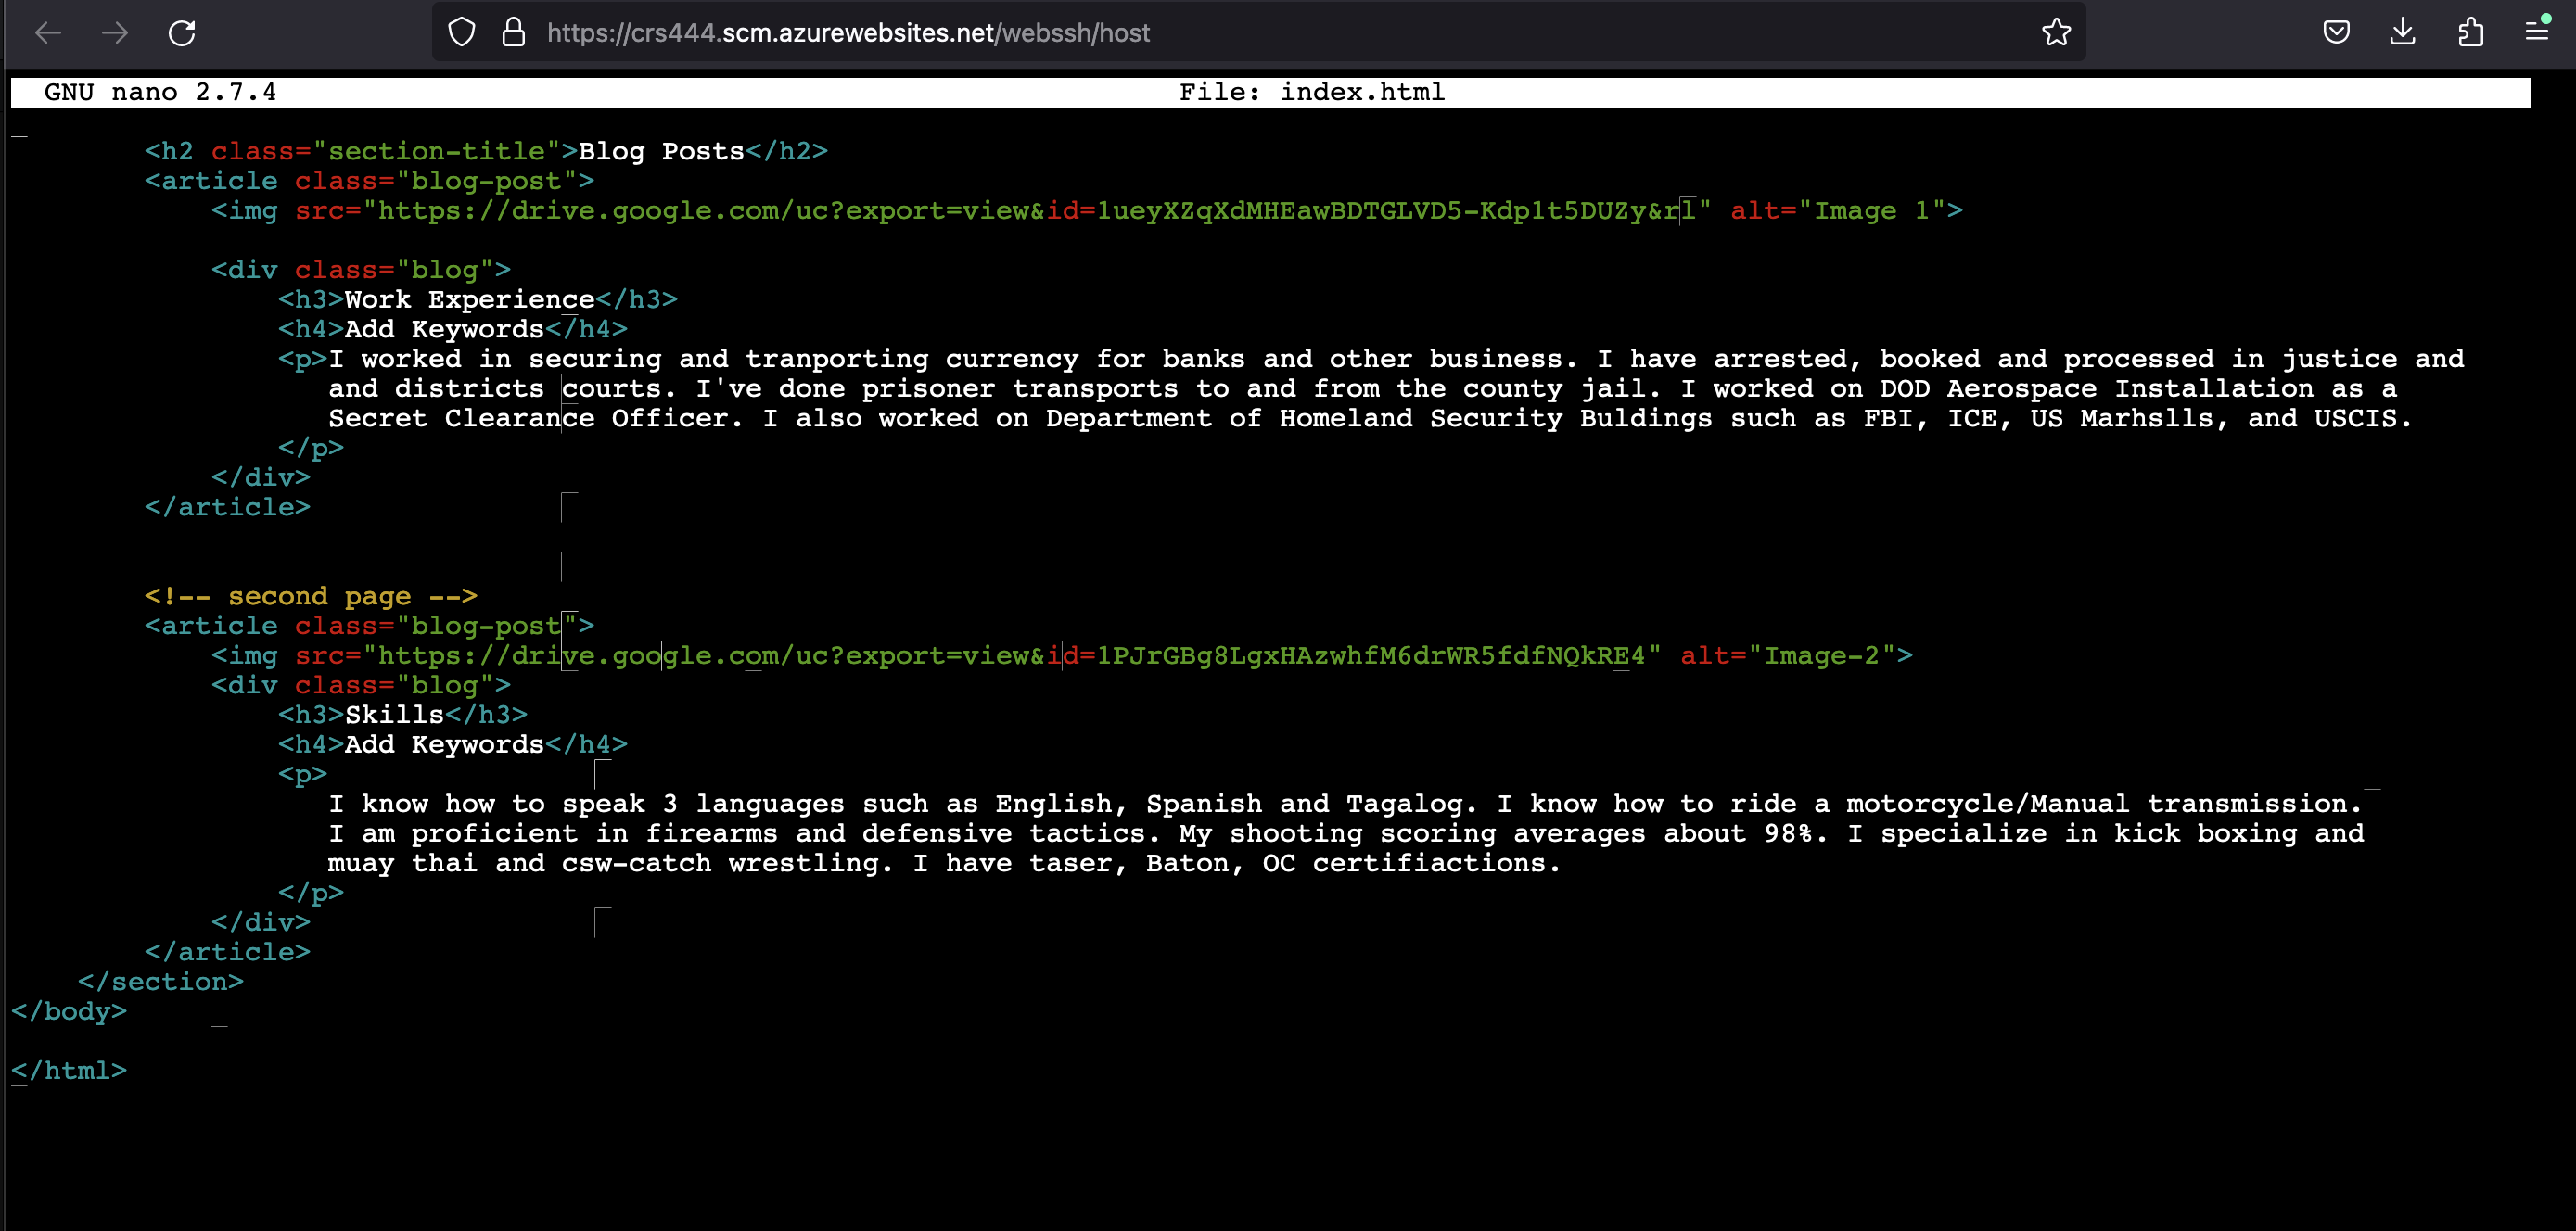 https://crs444.scm.azurewebsites.net/webssh/host
GNU nano 2.7.4 File: index.html
<h2 class="section-title">Blog Posts</h2>
<article class="blog-post">
<img src="https://drive.google.com/uc?export=view&id=1ueyXZqXdMHEawBDTGLVD5-Kdp1t5DUZy&rl" alt="Image 1">
<div class="blog">
<h3>Work Experience</h3>
<h4>Add Keywords</h4>
<p>I worked in securing and tranporting currency for banks and other business. I have arrested, booked and processed in justice and
and districts courts. I've done prisoner transports to and from the county jail. I worked on DOD Aerospace Installation as a
Secret Clearance Officer. I also worked on Department of Homeland Security Buldings such as FBI, ICE, US Marhslls, and USCIS.
</p>
</div>
</article>
<!-- second page -->
<article class="blog-post">
<img src="https://drive.google.com/uc?export=view&id=1PJrGBg8LgxHAzwhfM6drWR5fdfNQkRE4" alt="Image-2">
<div class="blog">
<h3>Skills</h3>
<h4>Add Keywords</h4>
<p>
I know how to speak 3 languages such as English, Spanish and Tagalog. I know how to ride a motorcycle/Manual transmission.
I am proficient in firearms and defensive tactics. My shooting scoring averages about 98%. I specialize in kick boxing and
muay thai and csw-catch wrestling. I have taser, Baton, OC certifiactions.
</p>
</div>
</article>
</section>
</body>
</html>